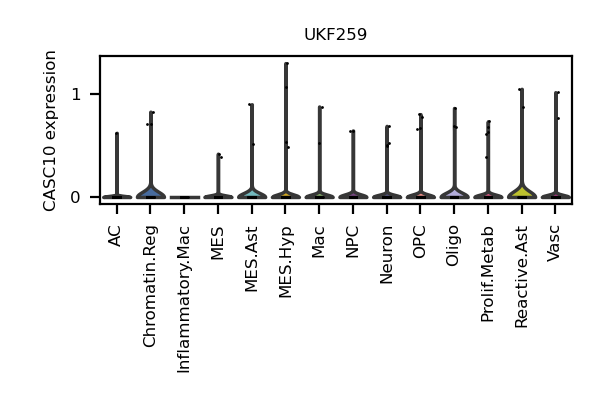 UKF259
CASC10 expression
1
0
AC
Chromatin.Reg
Inflammatory.Mac
MES
MES.Ast
MES.Hyp
Mac
NPC
Neuron
OPC
Oligo
Prolif.Metab
Reactive.Ast
Vasc